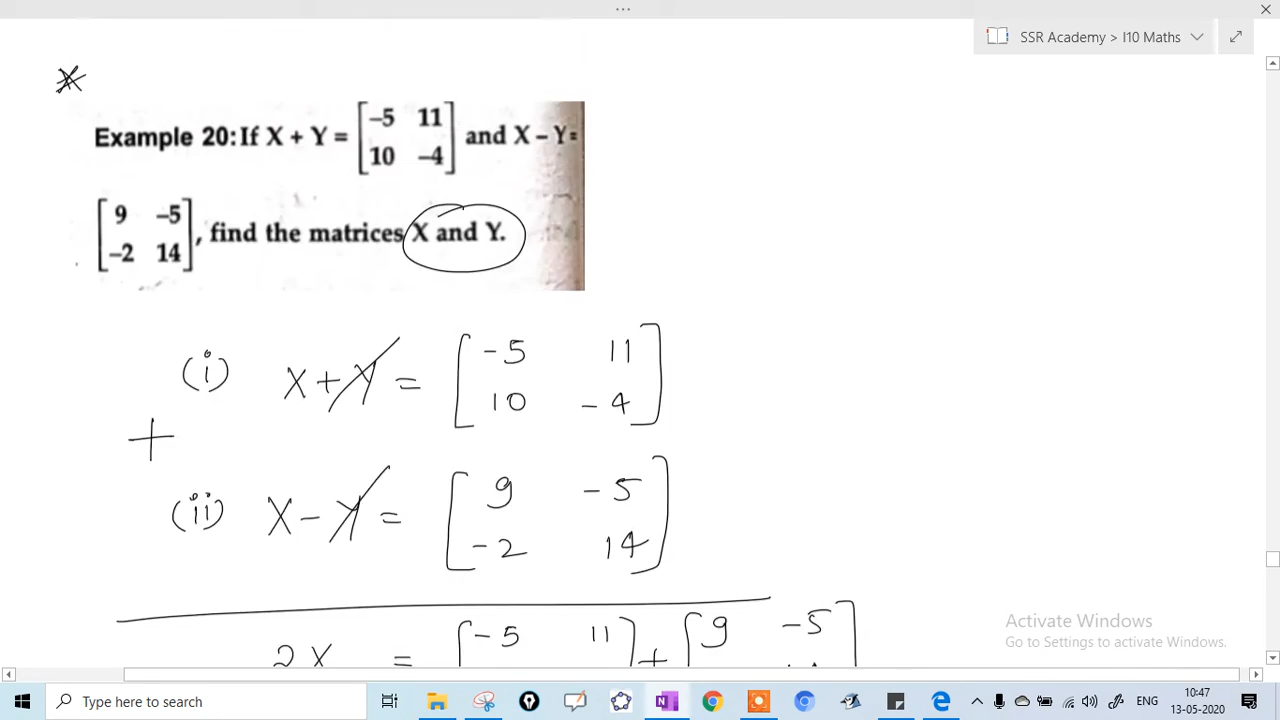 SSR Academy > I10 Maths
Example 20: If X + Y = [ -5 11 and X - Y =
10 -4 ]
[ 9 -5
-2 14 ] , find the matrices X and Y.
(i) X + Y = [ -5 11
10 -4 ]
+
(ii) X - Y = [ 9 -5
-2 14 ]
2X = [ -5 11 ] + [ 9 -5 ]
Activate Windows
Go to Settings to activate Windows.
Type here to search
ENG
10:47
13-05-2020